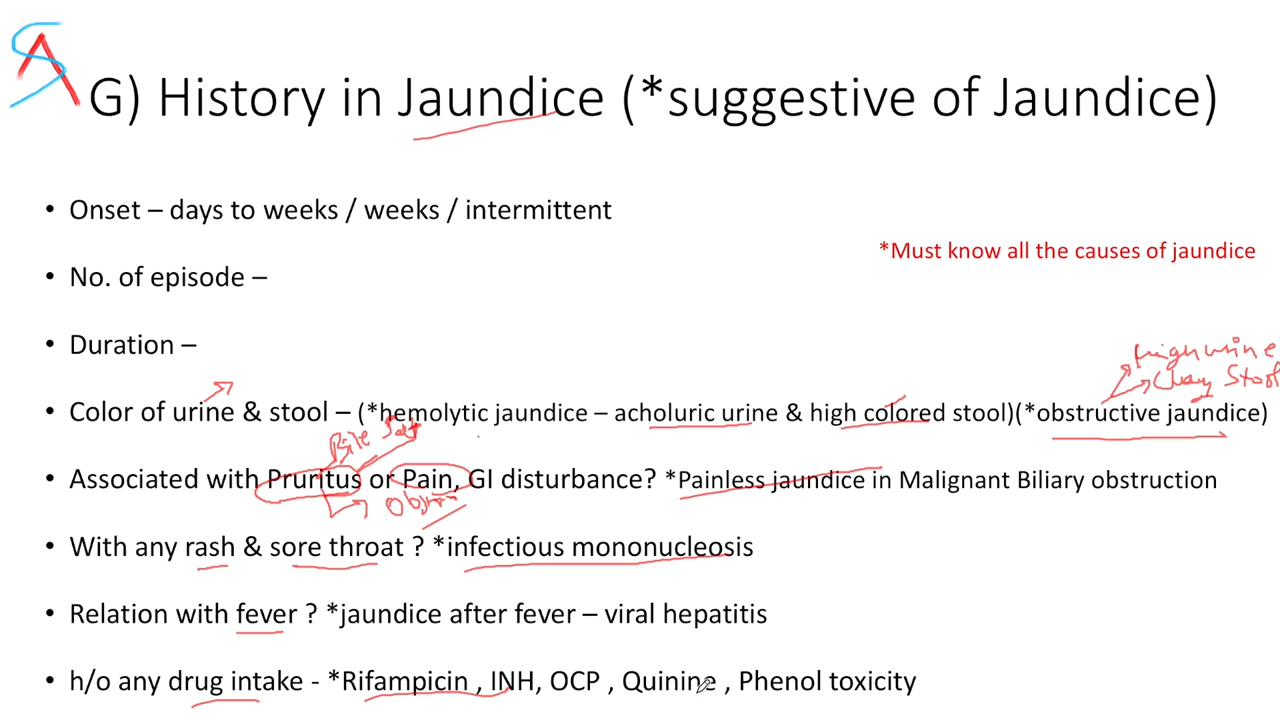 SA
G) History in Jaundice (*suggestive of Jaundice)
• Onset – days to weeks / weeks / intermittent
*Must know all the causes of jaundice
• No. of episode –
• Duration –
high urine
Clay Stool
• Color of urine & stool – (*hemolytic jaundice – acholuric urine & high colored stool)(*obstructive jaundice)
Bile Salt
• Associated with Pruritus or Pain, GI disturbance? *Painless jaundice in Malignant Biliary obstruction
• With any rash & sore throat ? *infectious mononucleosis
• Relation with fever ? *jaundice after fever – viral hepatitis
• h/o any drug intake - *Rifampicin , INH, OCP , Quinine , Phenol toxicity